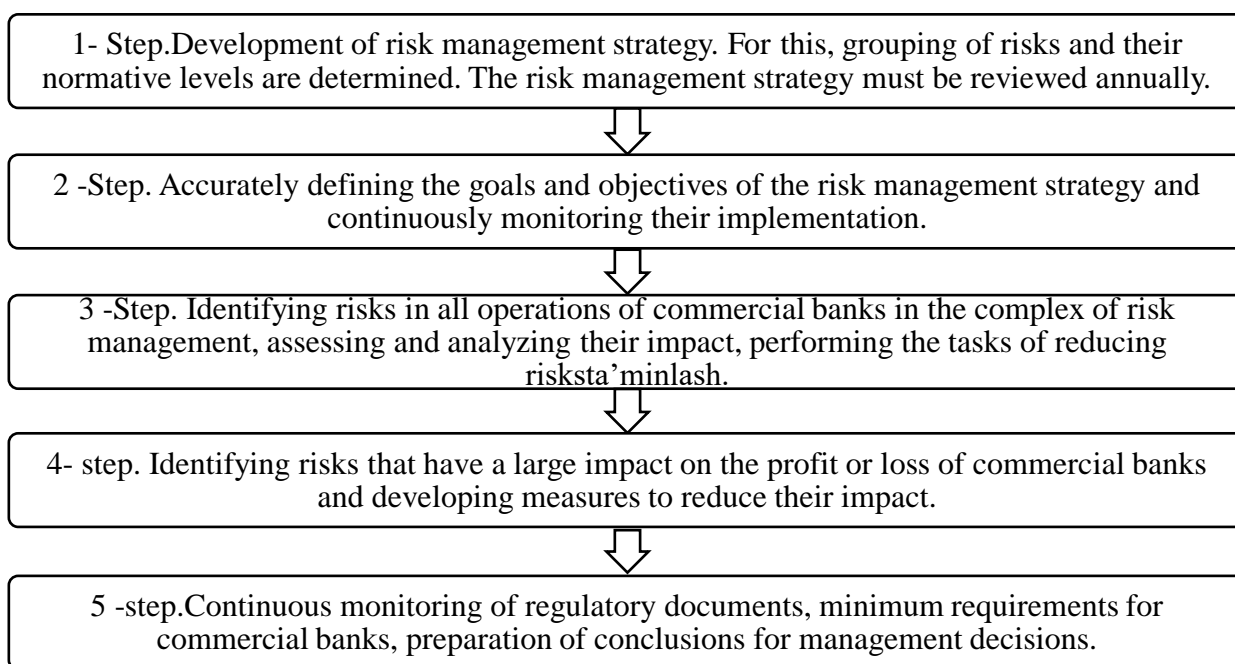 1- Step.Development of risk management strategy. For this, grouping of risks and their
normative levels are determined. The risk management strategy must be reviewed annually.
2 -Step. Accurately defining the goals and objectives of the risk management strategy and
continuously monitoring their implementation.
3 -Step. Identifying risks in all operations of commercial banks in the complex of risk
management, assessing and analyzing their impact, performing the tasks of reducing
risksta’minlash.
4- step. Identifying risks that have a large impact on the profit or loss of commercial banks
and developing measures to reduce their impact.
5 -step.Continuous monitoring of regulatory documents, minimum requirements for
commercial banks, preparation of conclusions for management decisions.